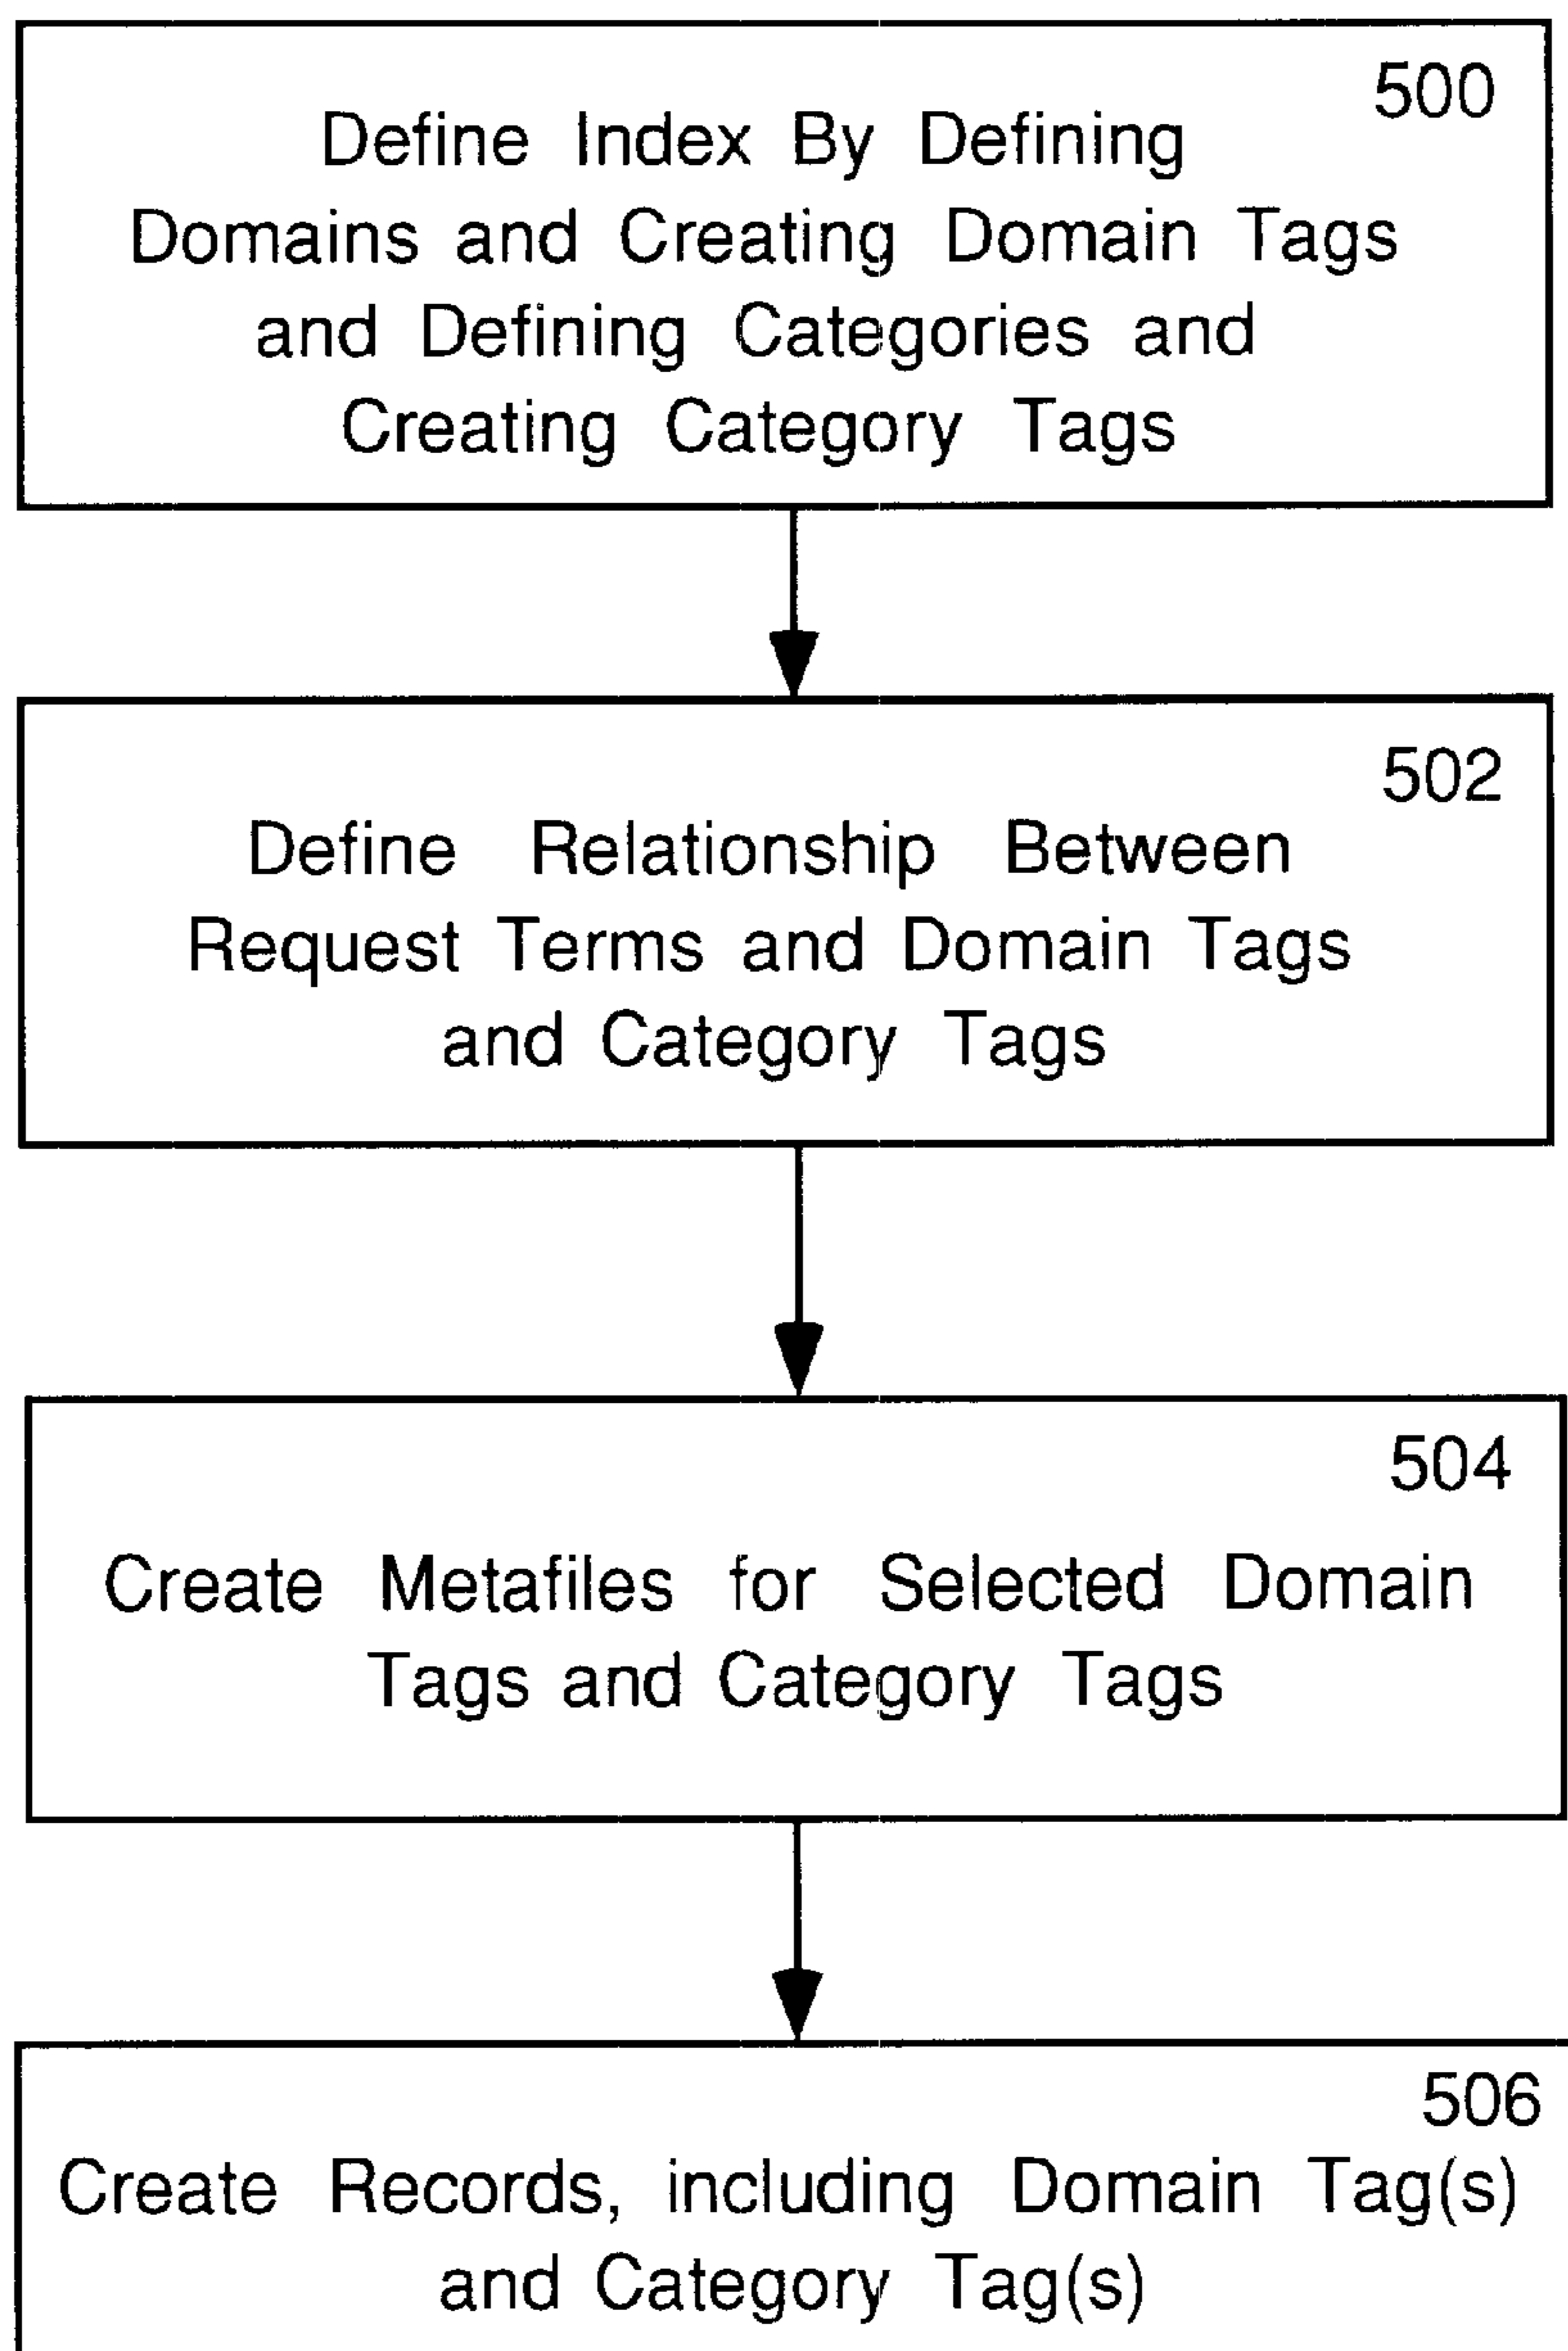 500
Define Index By Defining
Domains and Creating Domain Tags
and Defining Categories and
Creating Category Tags
502
Define Relationship Between
Request Terms and Domain Tags
and Category Tags
504
Create Metafiles for Selected Domain
Tags and Category Tags
506
Create Records, including Domain Tag(s)
and Category Tag(s)